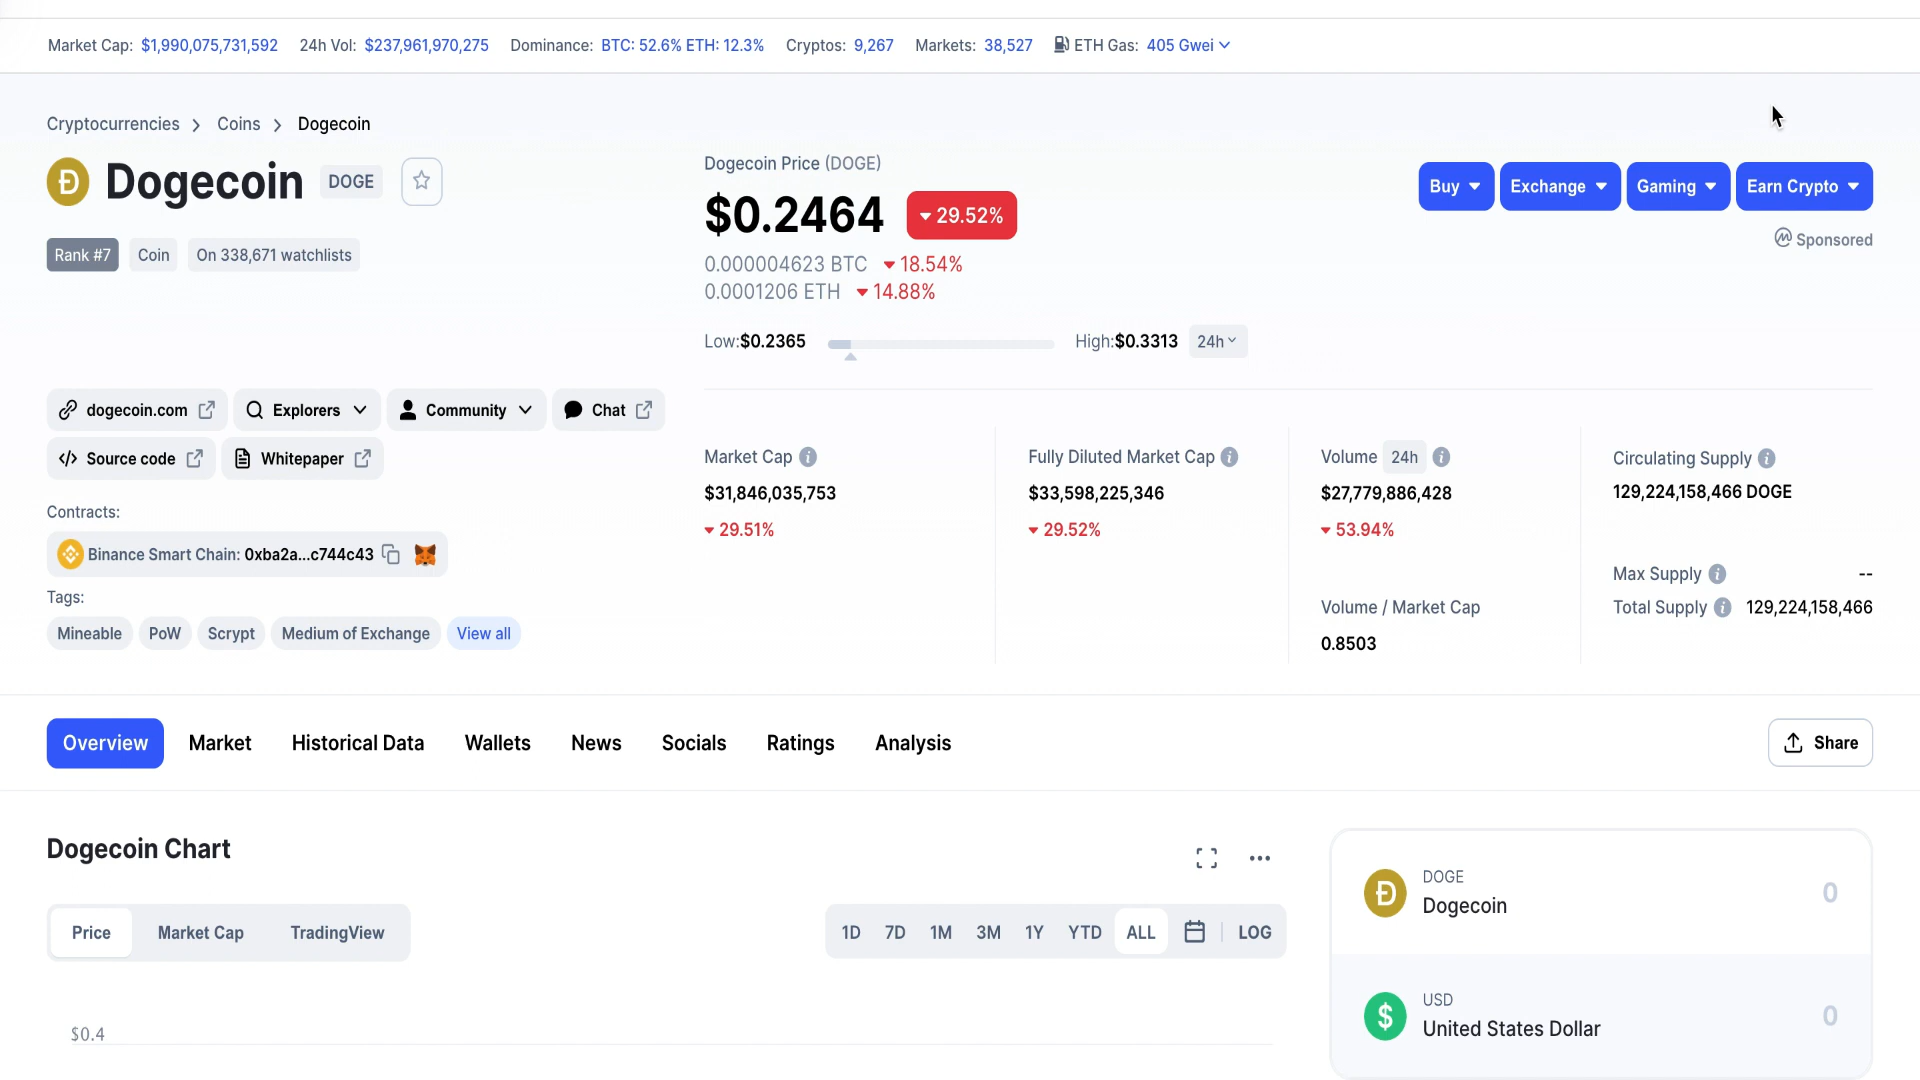 Market Cap: $1,990,075,731,592 24h Vol: $237,961,970,275 Dominance: BTC: 52.6% ETH: 12.3% Cryptos: 9,267 Markets: 38,527 ETH Gas: 405 Gwei
Cryptocurrencies Coins Dogecoin
Dogecoin DOGE
Rank #7 Coin On 338,671 watchlists
Dogecoin Price (DOGE)
$0.2464 29.52%
0.000004623 BTC 18.54%
0.0001206 ETH 14.88%
Low:$0.2365 High:$0.3313 24h
Buy Exchange Gaming Earn Crypto
Sponsored
dogecoin.com Explorers Community Chat
Source code Whitepaper
Contracts:
Binance Smart Chain: 0xba2a...c744c43
Tags:
Mineable PoW Scrypt Medium of Exchange View all
Market Cap
$31,846,035,753
29.51%
Fully Diluted Market Cap
$33,598,225,346
29.52%
Volume 24h
$27,779,886,428
53.94%
Volume / Market Cap
0.8503
Circulating Supply
129,224,158,466 DOGE
Max Supply --
Total Supply 129,224,158,466
Overview Market Historical Data Wallets News Socials Ratings Analysis Share
Dogecoin Chart
Price Market Cap TradingView 1D 7D 1M 3M 1Y YTD ALL LOG
$0.4
DOGE
Dogecoin 0
USD
United States Dollar 0